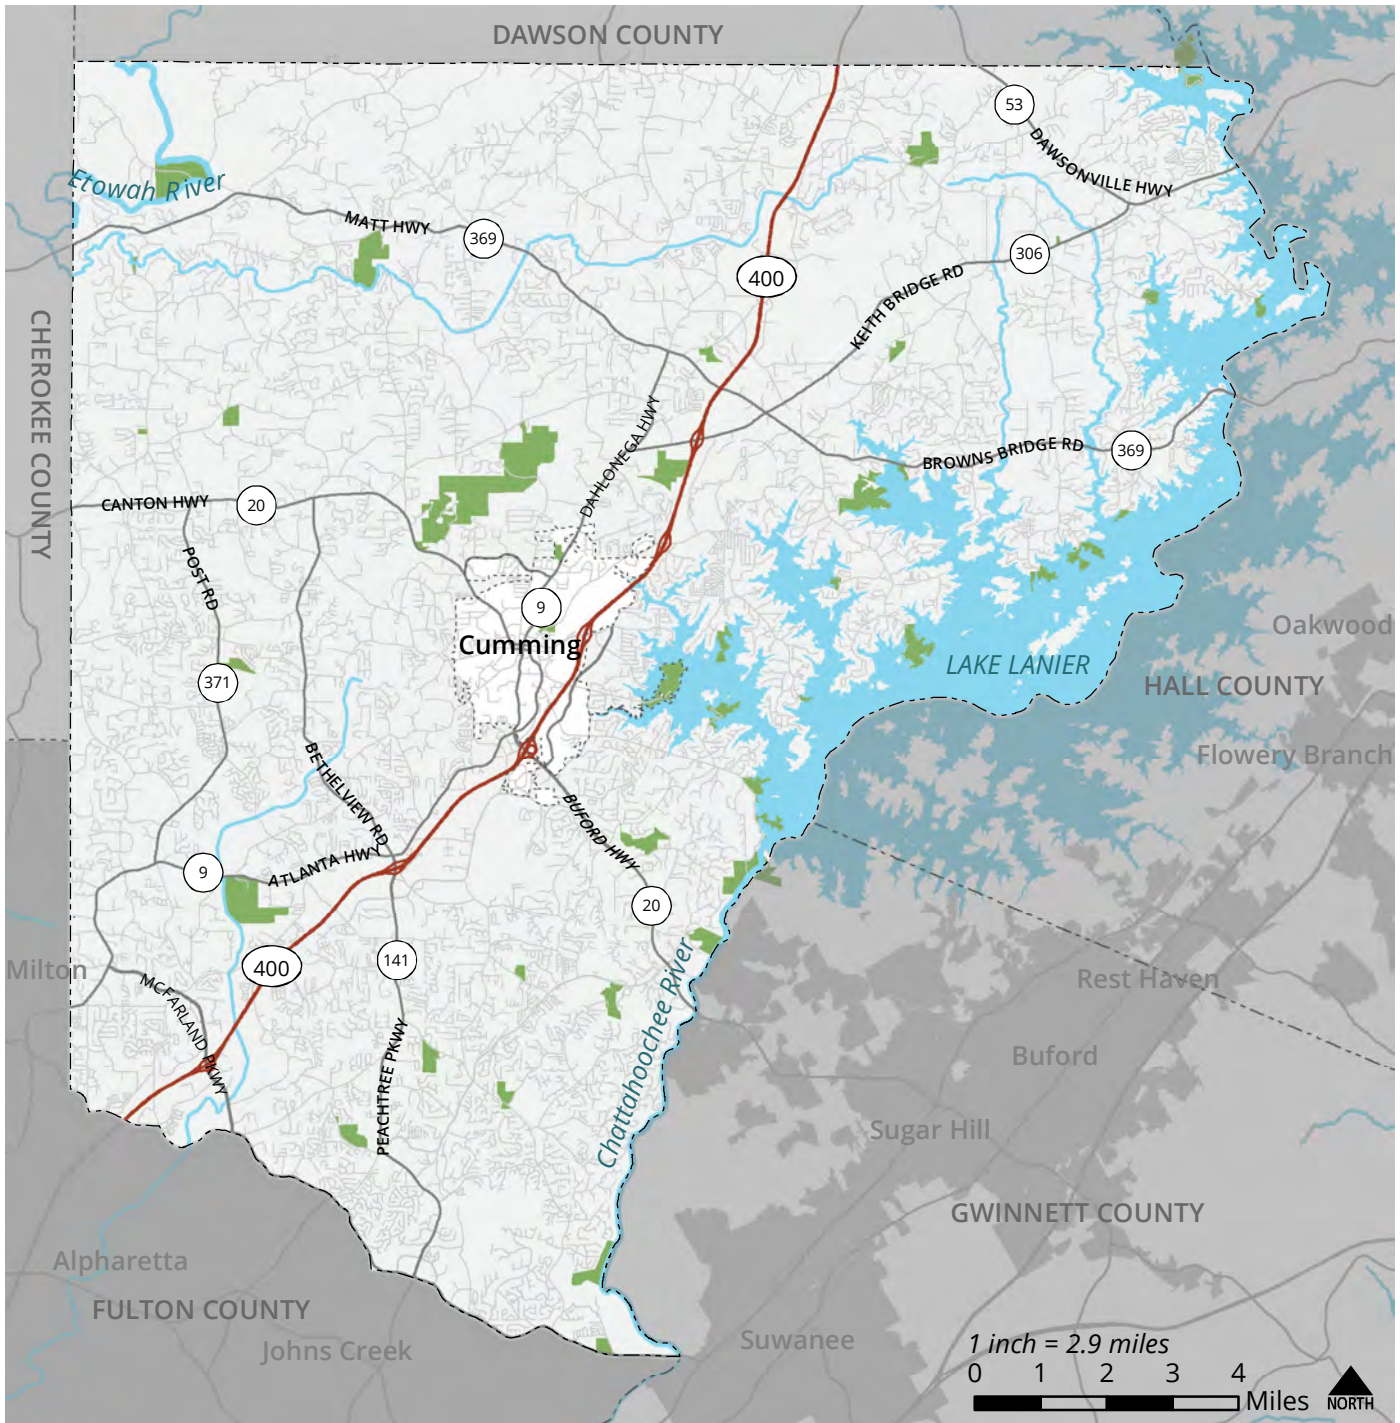 DAWSON COUNTY
53
DAWSONVILLE HWY
Etowah River
MATT HWY
369
306
400
KEITH BRIDGE RD
CHEROKEE COUNTY
DAHLONEGA HWY
BROWNS BRIDGE RD
369
CANTON HWY
20
POST RD
9
Cumming
Oakwood
LAKE LANIER
371
HALL COUNTY
Flowery Branch
BETHELVIEW RD
BUFORD HWY
9
ATLANTA HWY
20
Milton
400
141
Rest Haven
MCFARLAND PKWY
Chattahoochee River
PEACHTREE PKWY
Buford
Sugar Hill
GWINNETT COUNTY
Alpharetta
FULTON COUNTY
Johns Creek
Suwanee
1 inch = 2.9 miles
0 1 2 3 4
Miles
NORTH